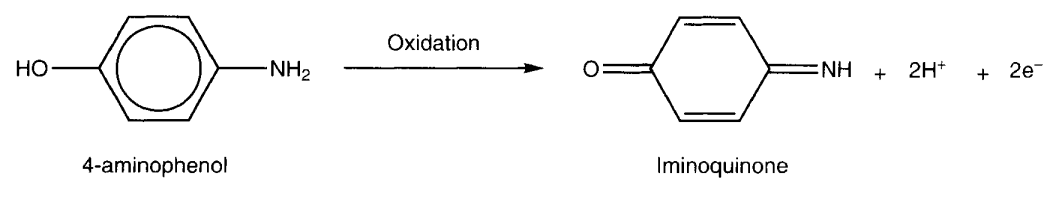 Oxidation
HO NH₂ O NH + 2H⁺ + 2e⁻
4-aminophenol Iminoquinone